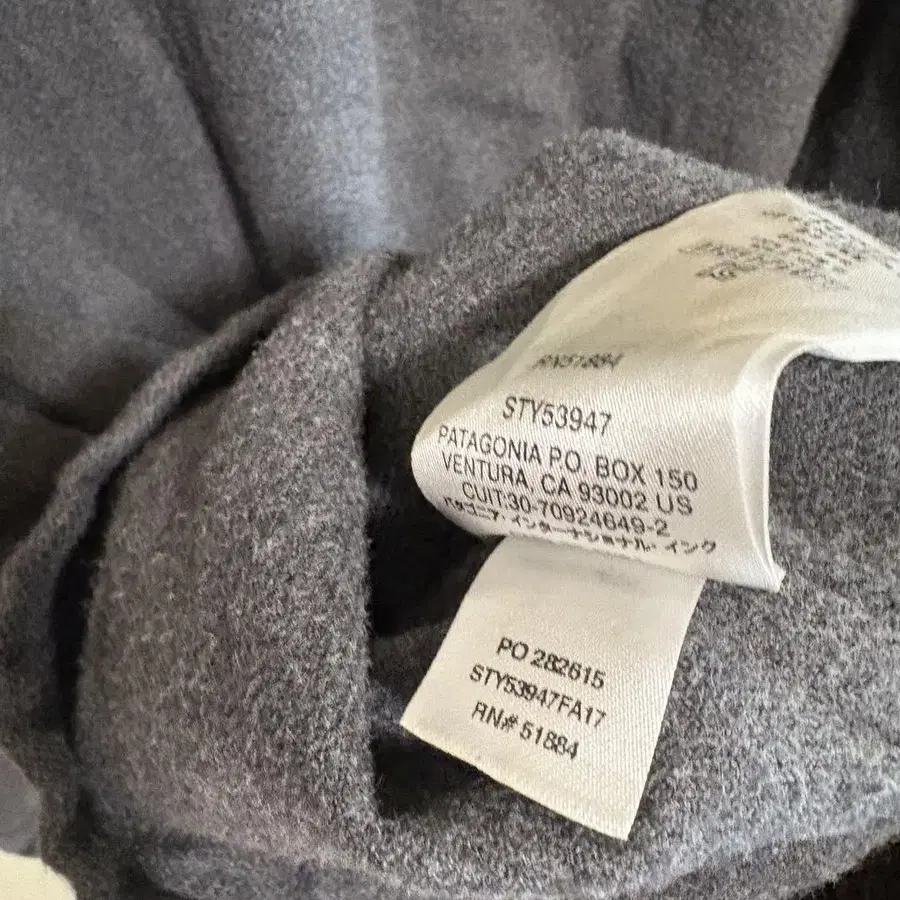 RN51884
STY53947
PATAGONIA P.O. BOX 150
VENTURA, CA 93002 US
CUIT:30-70924649-2
パタゴニア・インターナショナル・インク
PO 282615
STY53947FA17
RN# 51884